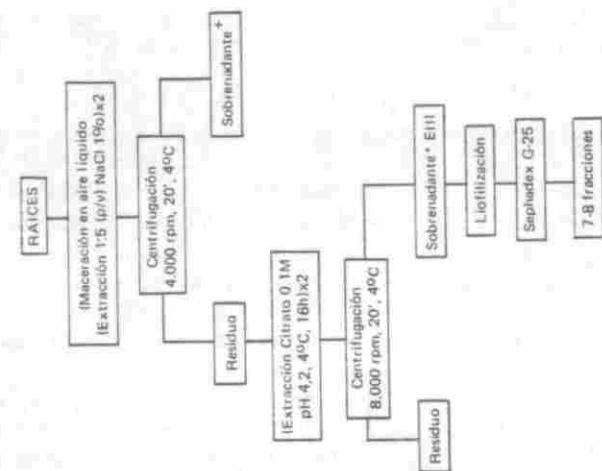 RAICES
(Maceración en aire líquido
(Extracción 1:5 (p/v) NaCl 1%)x2
Centrifugación
4.000 rpm, 20', 4ºC
Sobrenadante +
Residuo
(Extracción Citrato 0.1M
pH 4,2, 4ºC, 16h)x2
Centrifugación
8.000 rpm, 20', 4ºC
Residuo
Sobrenadante*
Liofilización
Sephadex G-25
7-8 fracciones